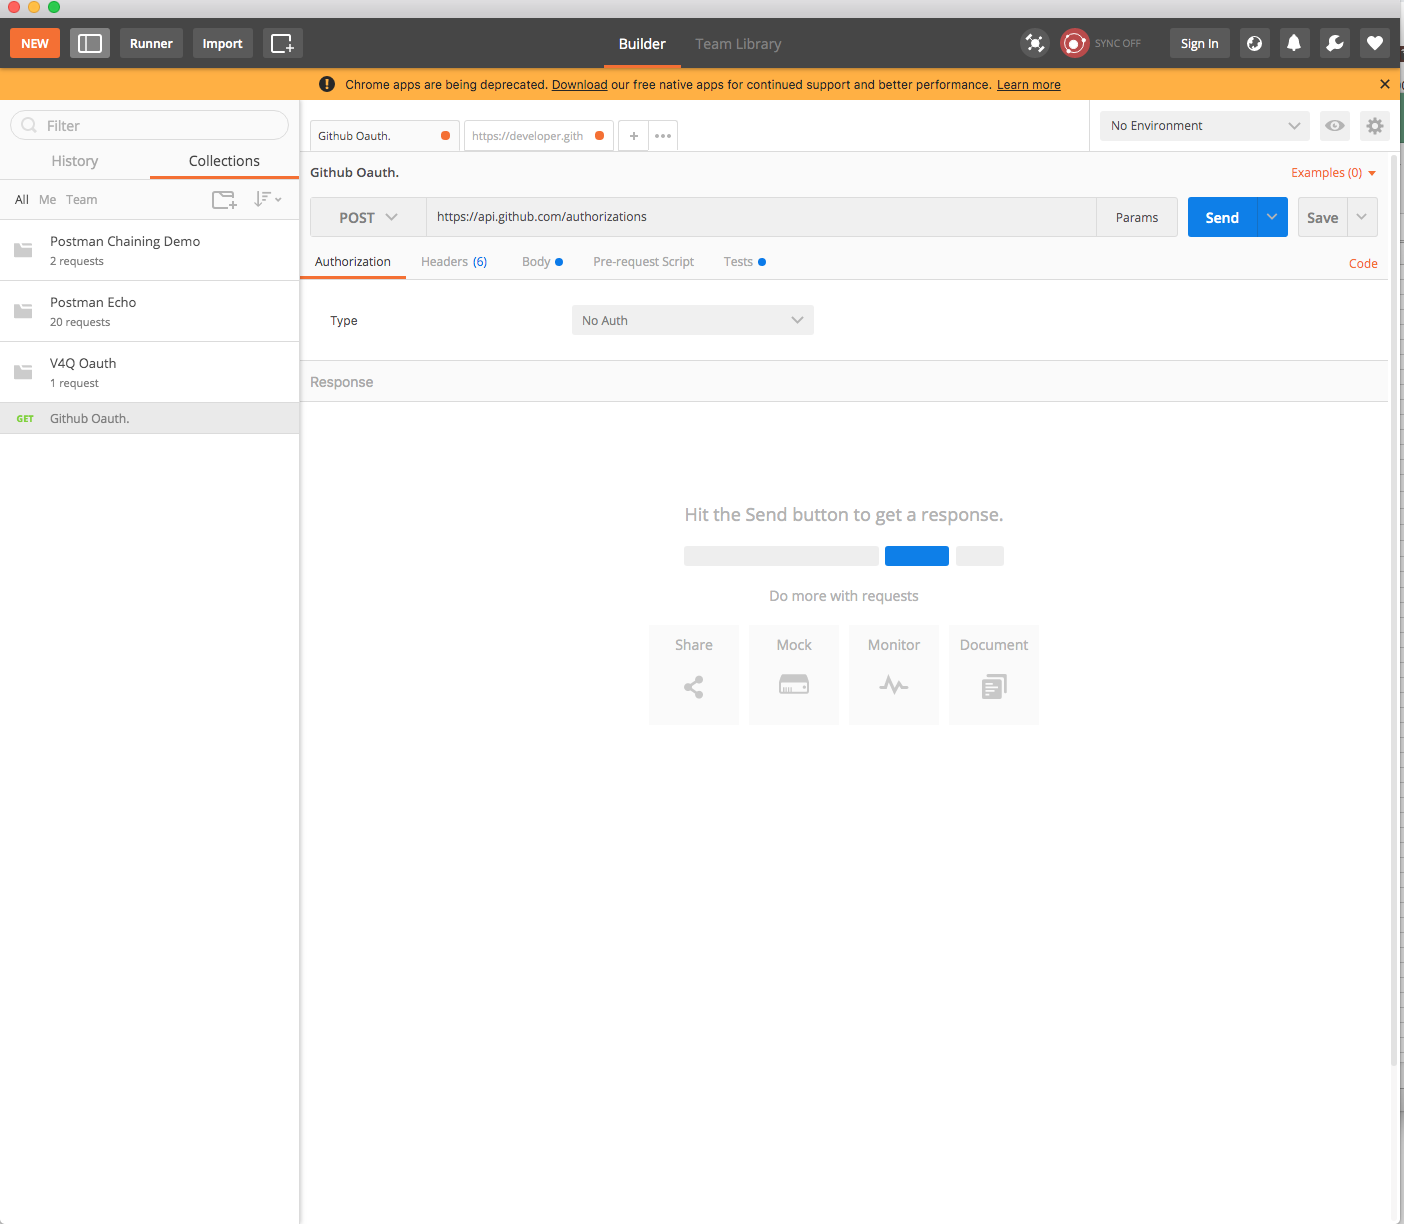 NEW Runner Import Builder Team Library SYNC OFF Sign In
Chrome apps are being deprecated. Download our free native apps for continued support and better performance. Learn more
Filter
History Collections
All Me Team
Postman Chaining Demo
2 requests
Postman Echo
20 requests
V4Q Oauth
1 request
GET Github Oauth.
Github Oauth. https://developer.gith + No Environment
Github Oauth. Examples (0)
POST https://api.github.com/authorizations Params Send Save
Authorization Headers (6) Body Pre-request Script Tests Code
Type No Auth
Response
Hit the Send button to get a response.
Do more with requests
Share Mock Monitor Document